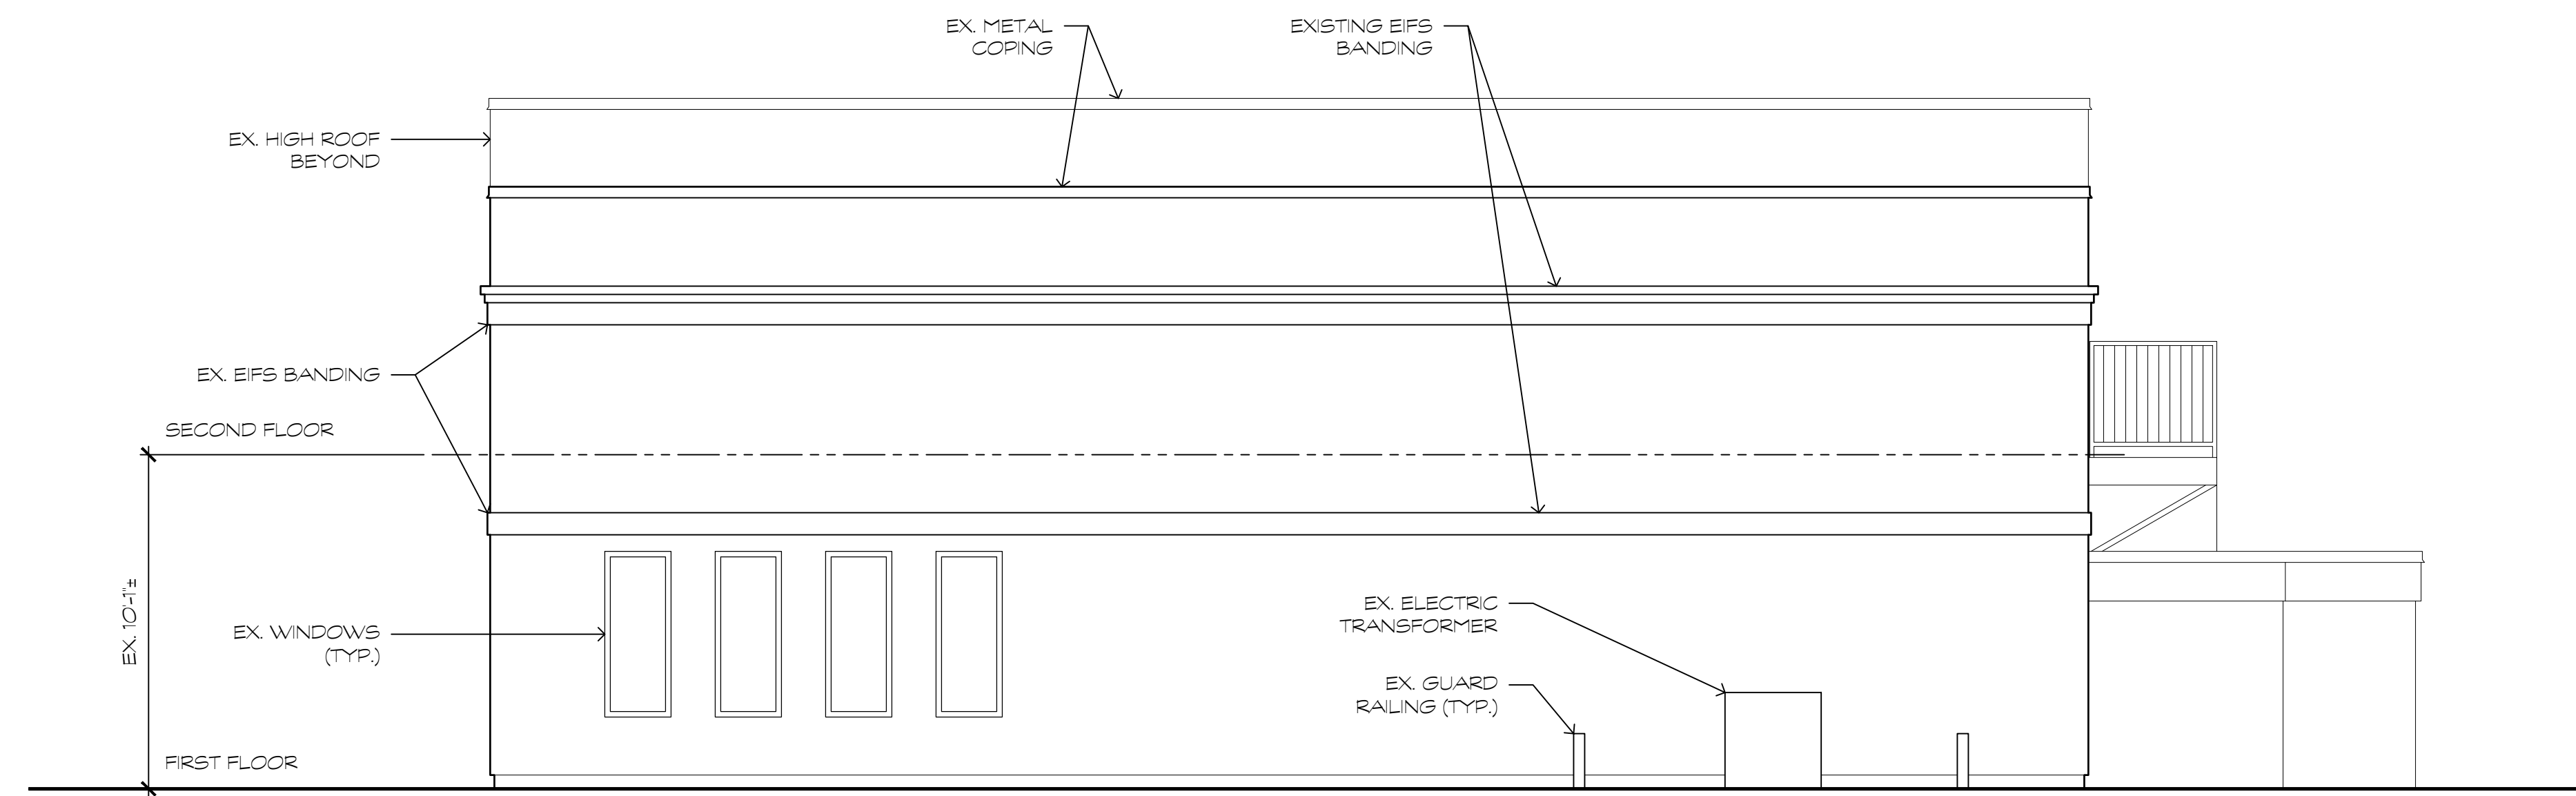 EX. METAL
COPING
EXISTING EIFS
BANDING
EX. HIGH ROOF
BEYOND
EX. EIFS BANDING
SECOND FLOOR
EX. 10'-1"±
EX. WINDOWS
(TYP.)
EX. ELECTRIC
TRANSFORMER
EX. GUARD
RAILING (TYP.)
FIRST FLOOR